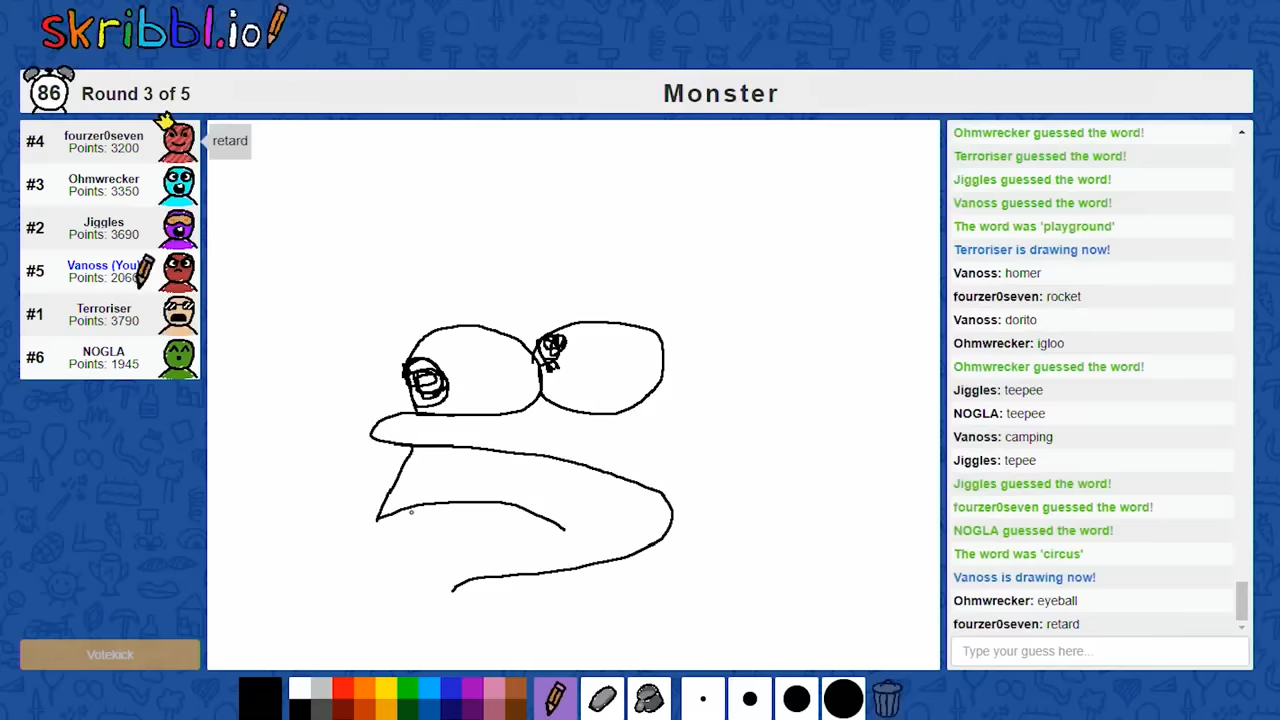 skribbl.io
86
Round 3 of 5
Monster
#4
fourzer0seven
Points: 3200
retard
#3
Ohmwrecker
Points: 3350
#2
Jiggles
Points: 3690
#5
Vanoss (You)
Points: 2060
#1
Terroriser
Points: 3790
#6
NOGLA
Points: 1945
Votekick
Ohmwrecker guessed the word!
Terroriser guessed the word!
Jiggles guessed the word!
Vanoss guessed the word!
The word was 'playground'
Terroriser is drawing now!
Vanoss: homer
fourzer0seven: rocket
Vanoss: dorito
Ohmwrecker: igloo
Ohmwrecker guessed the word!
Jiggles: teepee
NOGLA: teepee
Vanoss: camping
Jiggles: tepee
Jiggles guessed the word!
fourzer0seven guessed the word!
NOGLA guessed the word!
The word was 'circus'
Vanoss is drawing now!
Ohmwrecker: eyeball
fourzer0seven: retard
Type your guess here...